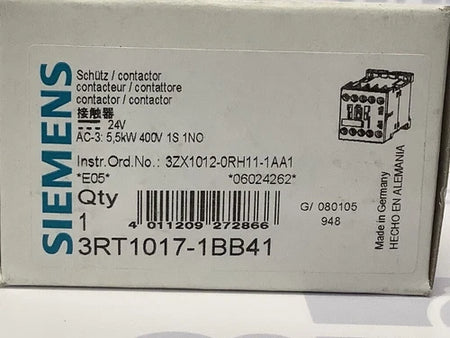 SIEMENS
Schütz / contactor
contacteur / contattore
contactor / contactor
接触器
24V
AC-3: 5,5kW 400V 1S 1NO
Instr.Ord.No.: 3ZX1012-0RH11-1AA1
*E05* *06024262*
Qty
1
4 011209 272866
G/ 080105
948
3RT1017-1BB41
Made in Germany
HECHO EN ALEMANIA